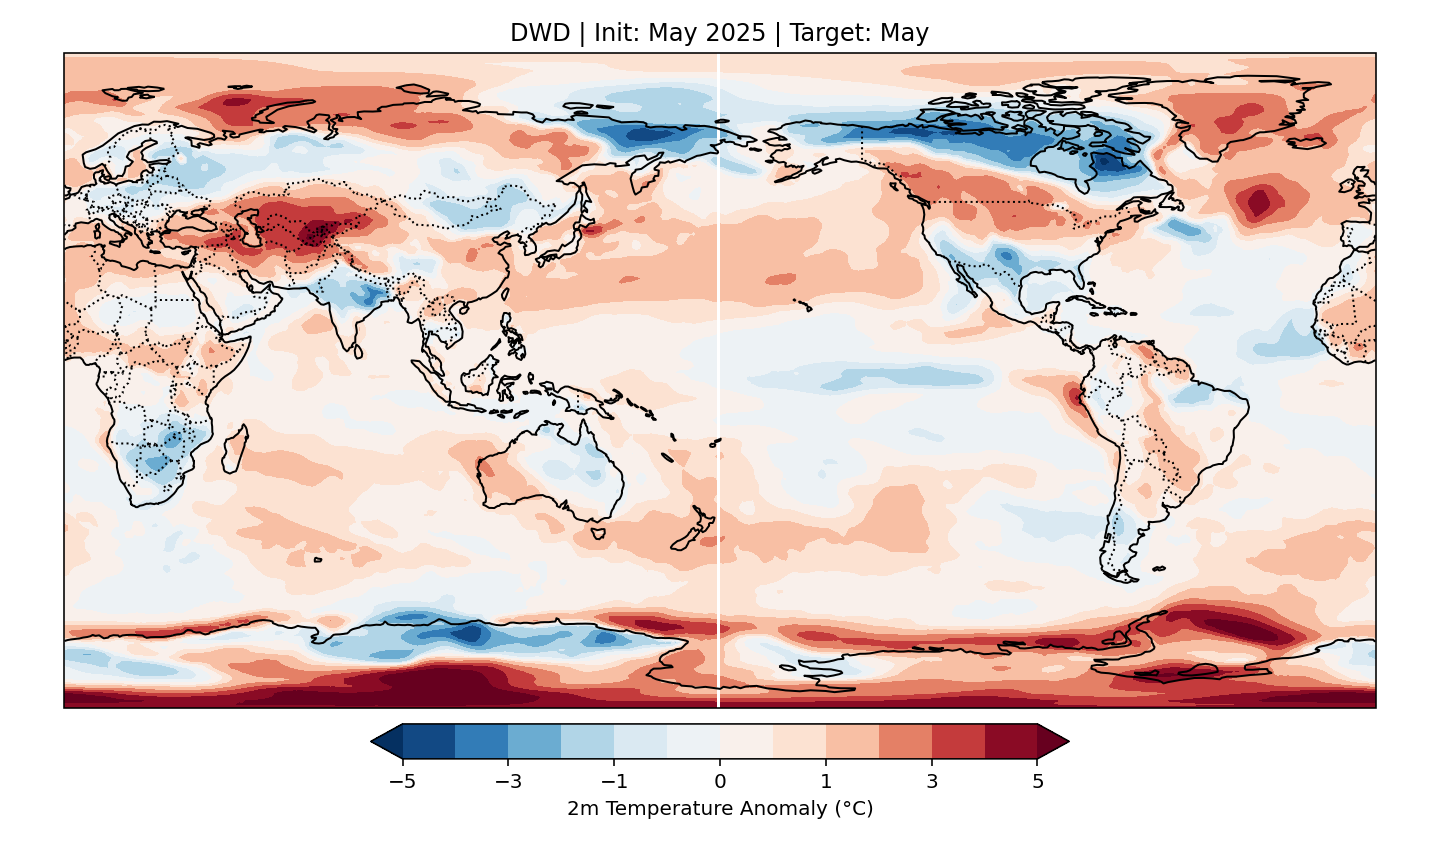 DWD | Init: May 2025 | Target: May
−5 −3 −1 0 1 3 5
2m Temperature Anomaly (°C)